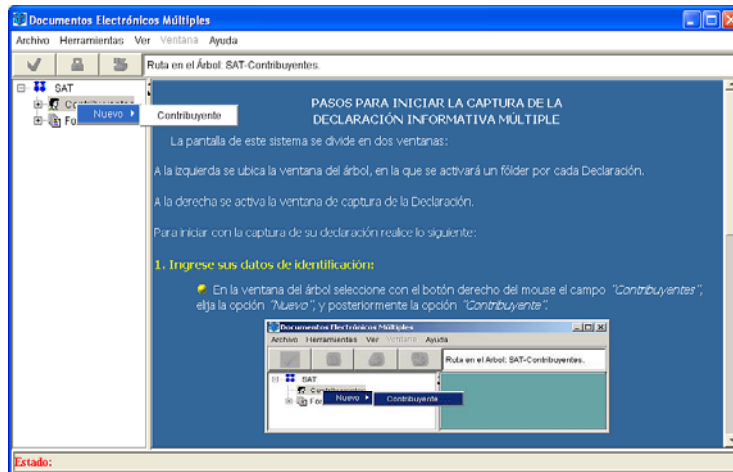 Documentos Electrónicos Múltiples
Archivo Herramientas Ver Ventana Ayuda
Ruta en el Árbol: SAT-Contribuyentes.
SAT
Contribuyentes
Nuevo
Contribuyente
PASOS PARA INICIAR LA CAPTURA DE LA
DECLARACIÓN INFORMATIVA MÚLTIPLE
La pantalla de este sistema se divide en dos ventanas:
A la izquierda se ubica la ventana del árbol, en la que se activará un fólder por cada Declaración.
A la derecha se activa la ventana de captura de la Declaración.
Para iniciar con la captura de su declaración realice lo siguiente:
1. Ingrese sus datos de identificación:
En la ventana del árbol seleccione con el botón derecho del mouse el campo "Contribuyentes",
elija la opción "Nuevo", y posteriormente la opción "Contribuyente".
Documentos Electrónicos Múltiples
Archivo Herramientas Ver Ventana Ayuda
Ruta en el Arbol: SAT-Contribuyentes.
SAT
Contribuyentes
Nuevo
Contribuyente
Estado: